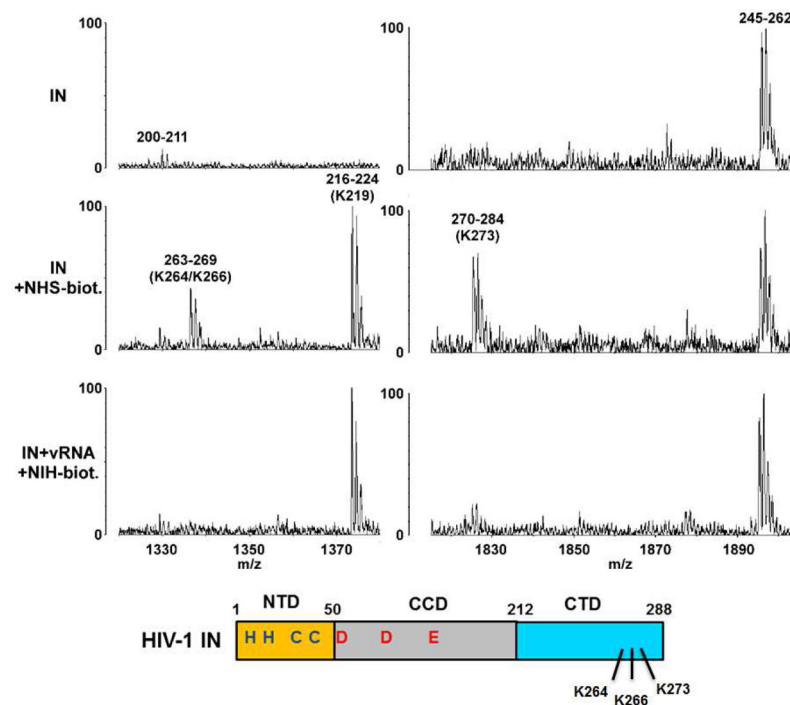 100
IN
200-211
0
100
245-262
0
100
IN
+NHS-biot.
263-269
(K264/K266)
216-224
(K219)
0
100
270-284
(K273)
0
100
IN+vRNA
+NIH-biot.
0
1330 1350 1370
m/z
100
0
1830 1850 1870 1890
m/z
1 NTD 50 CCD 212 CTD 288
HIV-1 IN H H C C D D E
K264 K266 K273